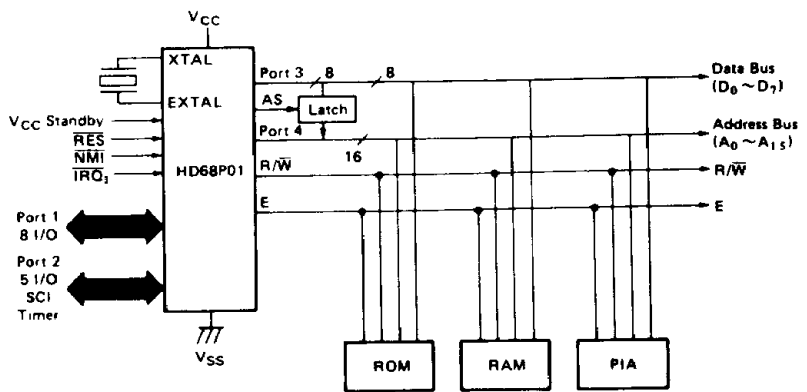 VCC
XTAL
EXTAL
VCC Standby
RES
NMI
IRQ1
HD68P01
Port 1
8 I/O
Port 2
5 I/O
SCI
Timer
VSS
Port 3
8
8
AS
Latch
Port 4
16
R/W
E
Data Bus
(D0~D7)
Address Bus
(A0~A15)
R/W
E
ROM
RAM
PIA